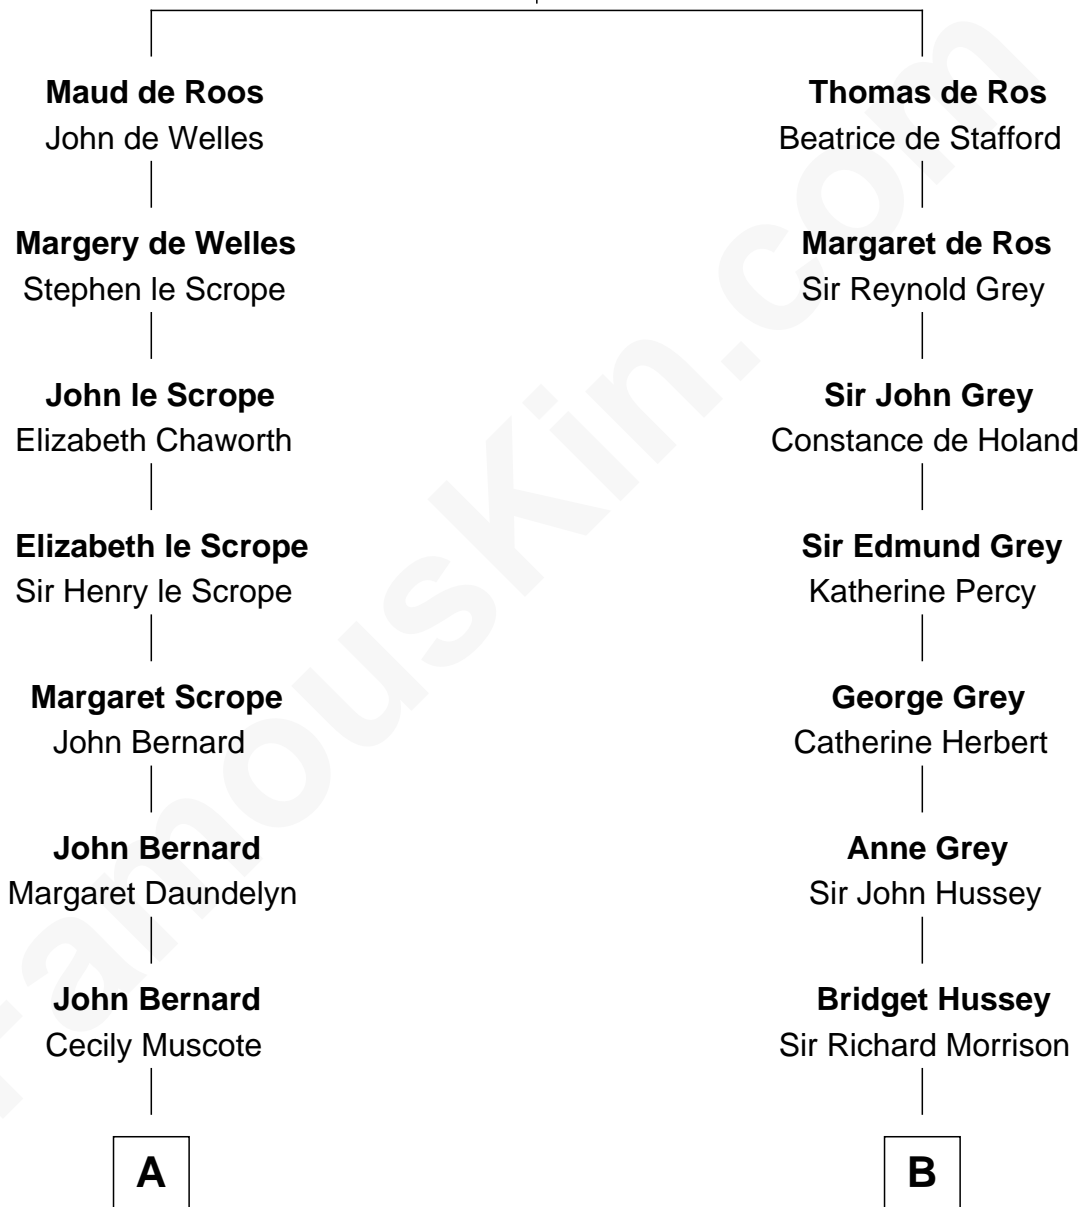 Maud de Roos
John de Welles
Margery de Welles
Stephen le Scrope
John le Scrope
Elizabeth Chaworth
Elizabeth le Scrope
Sir Henry le Scrope
Margaret Scrope
John Bernard
John Bernard
Margaret Daundelyn
John Bernard
Cecily Muscote
A
Thomas de Ros
Beatrice de Stafford
Margaret de Ros
Sir Reynold Grey
Sir John Grey
Constance de Holand
Sir Edmund Grey
Katherine Percy
George Grey
Catherine Herbert
Anne Grey
Sir John Hussey
Bridget Hussey
Sir Richard Morrison
B
FamousKin.com